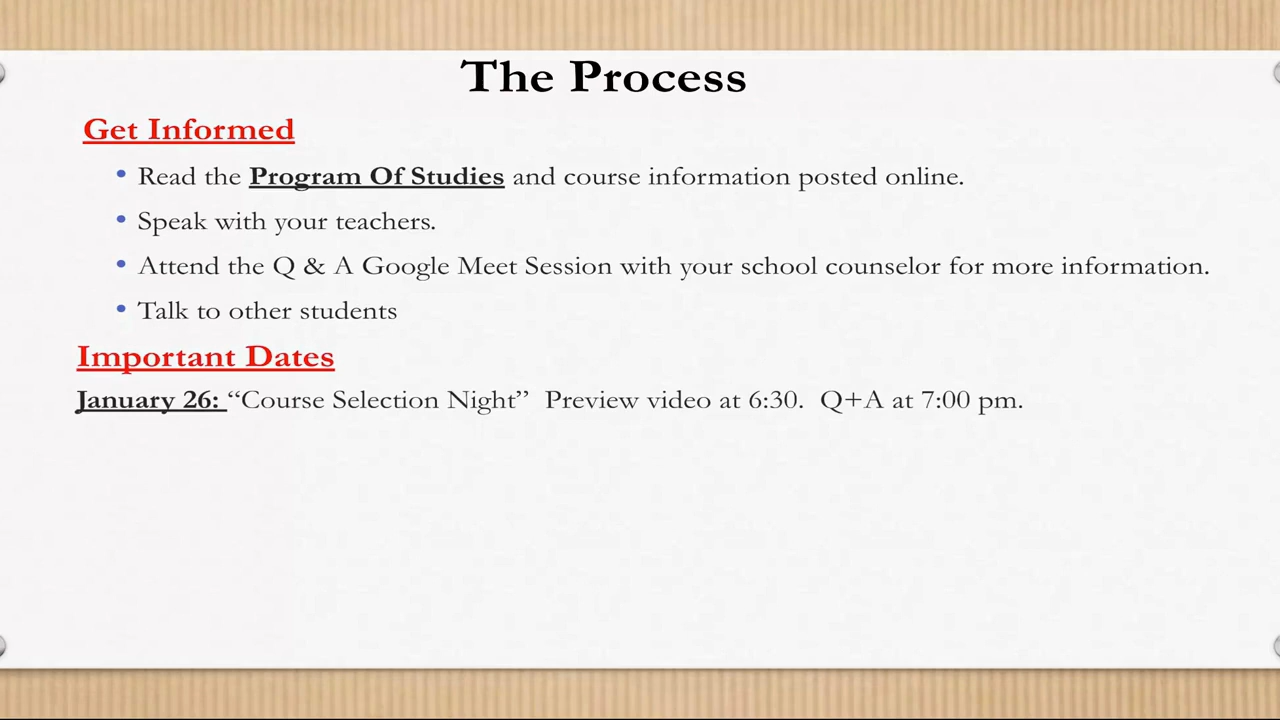 The Process
Get Informed
• Read the Program Of Studies and course information posted online.
• Speak with your teachers.
• Attend the Q & A Google Meet Session with your school counselor for more information.
• Talk to other students
Important Dates
January 26: “Course Selection Night”  Preview video at 6:30.  Q+A at 7:00 pm.